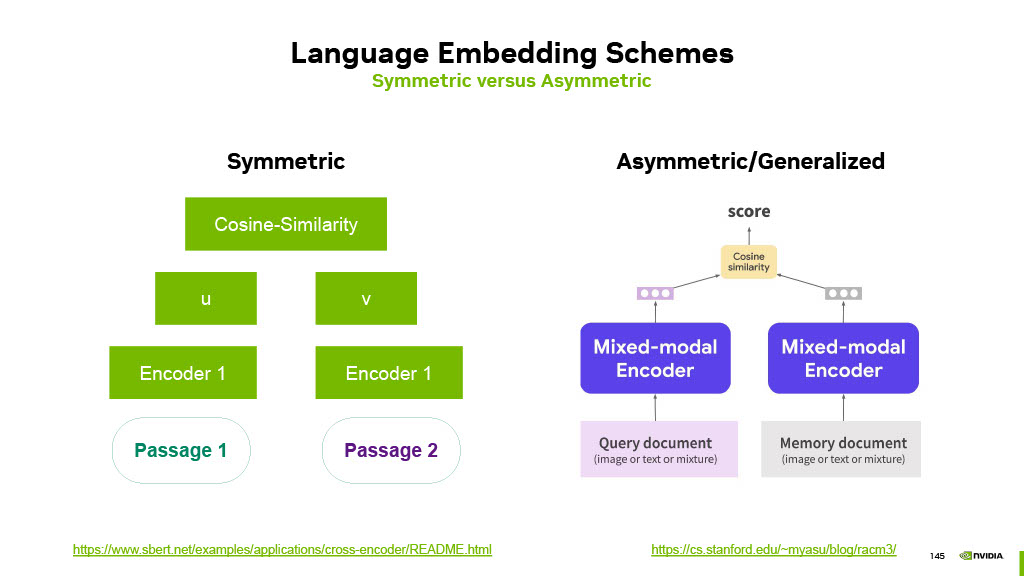 Language Embedding Schemes
Symmetric versus Asymmetric
Symmetric
Cosine-Similarity
u
v
Encoder 1
Encoder 1
Passage 1
Passage 2
https://www.sbert.net/examples/applications/cross-encoder/README.html
Asymmetric/Generalized
score
Cosine
similarity
Mixed-modal
Encoder
Mixed-modal
Encoder
Query document
(image or text or mixture)
Memory document
(image or text or mixture)
https://cs.stanford.edu/~myasu/blog/racm3/
145
NVIDIA